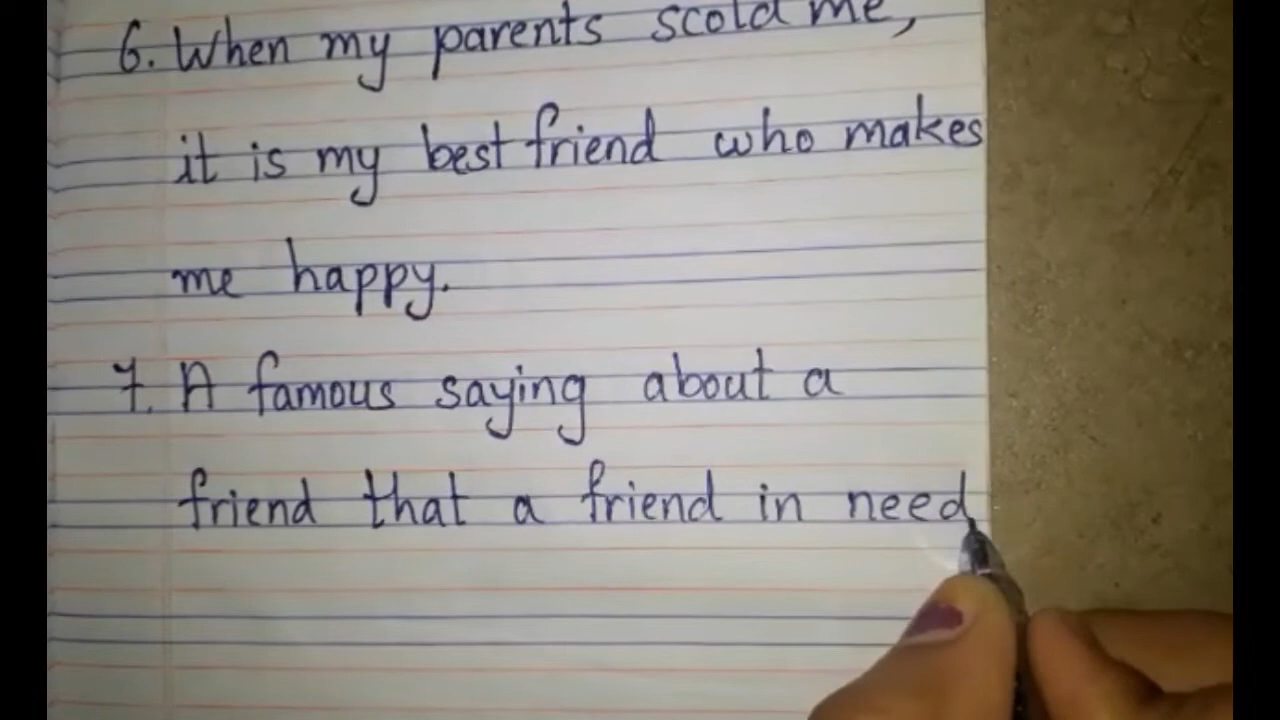 6. When my parents scold me,
it is my best friend who makes
me happy.
7. A famous saying about a
friend that a friend in need